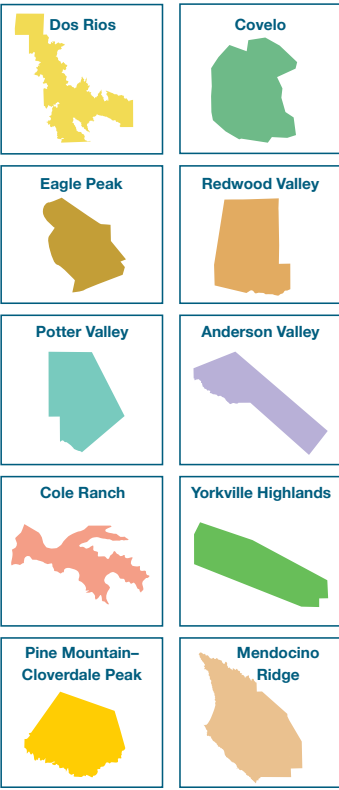 Dos Rios
Covelo
Eagle Peak
Redwood Valley
Potter Valley
Anderson Valley
Cole Ranch
Yorkville Highlands
Pine Mountain–
Cloverdale Peak
Mendocino
Ridge